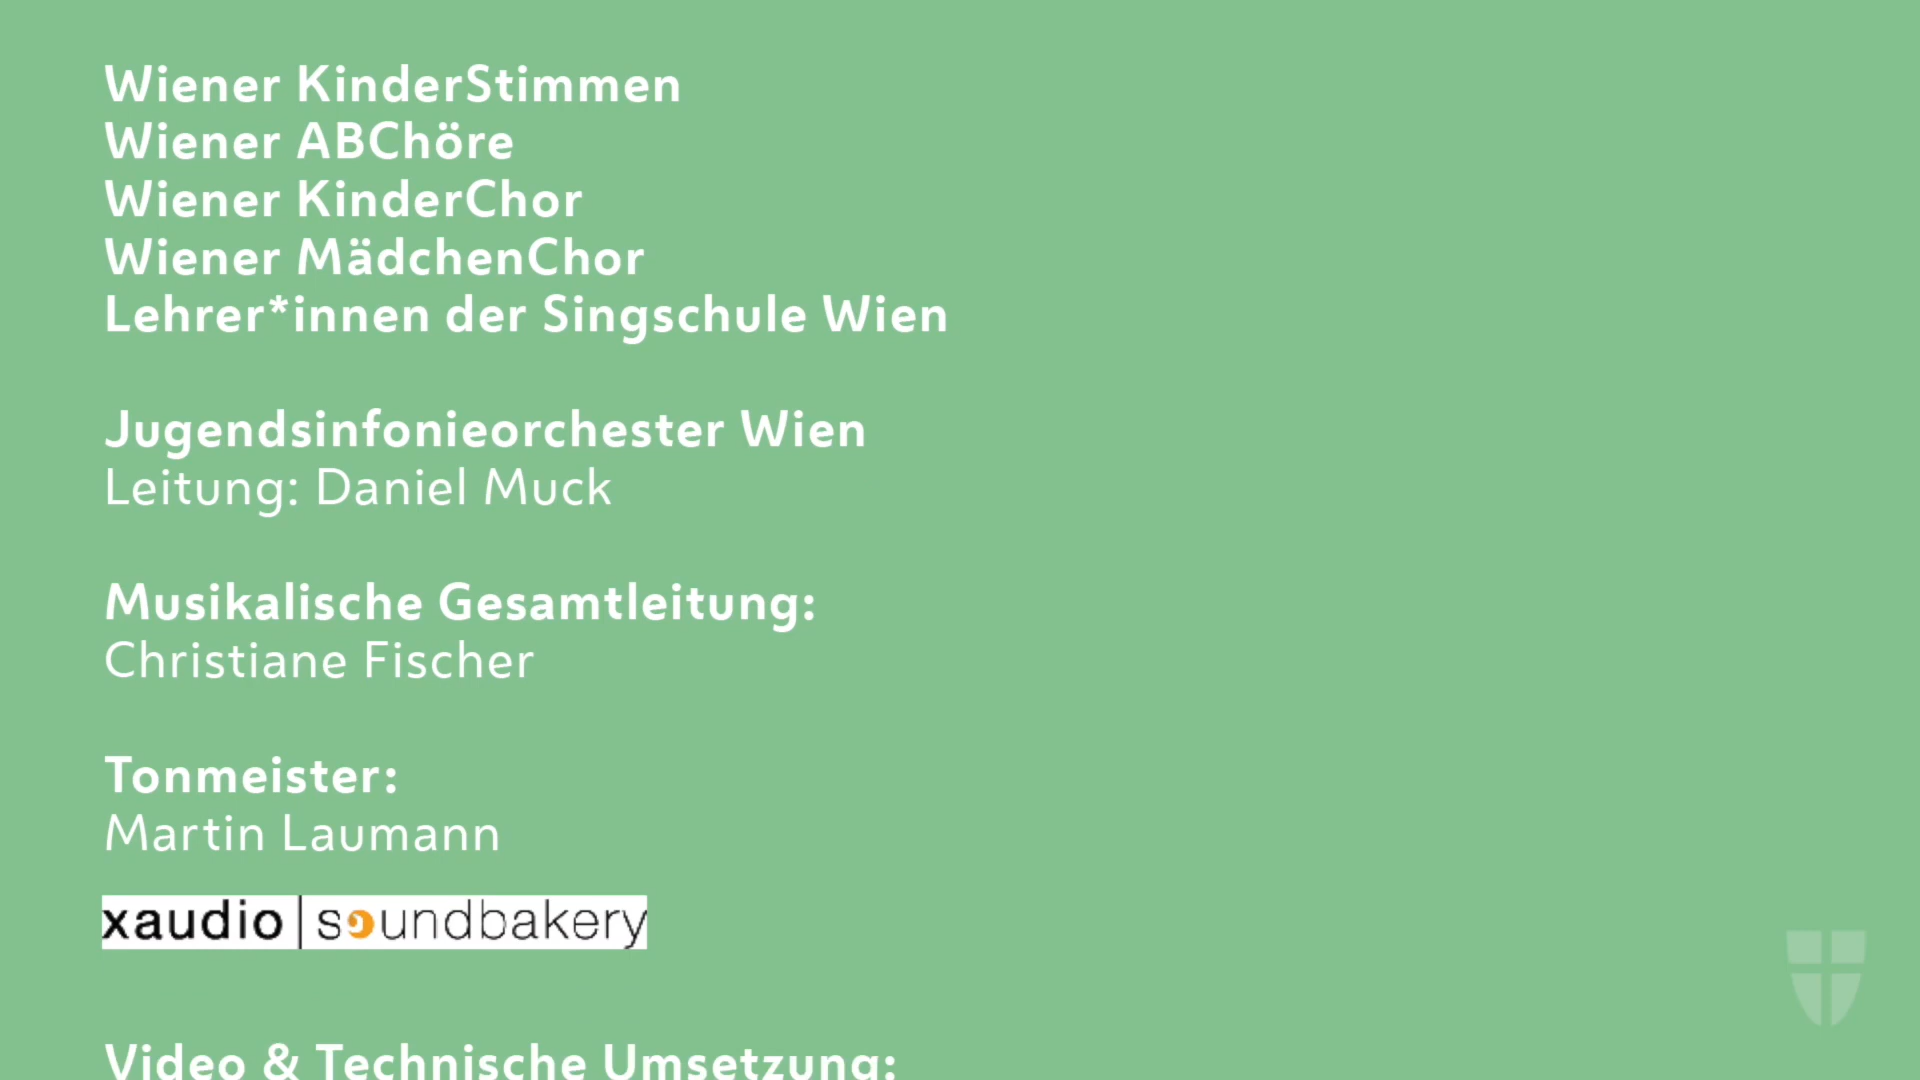 Wiener KinderStimmen
Wiener ABChöre
Wiener KinderChor
Wiener MädchenChor
Lehrer*innen der Singschule Wien
Jugendsinfonieorchester Wien
Leitung: Daniel Muck
Musikalische Gesamtleitung:
Christiane Fischer
Tonmeister:
Martin Laumann
xaudio|soundbakery
Video & Technische Umsetzung: